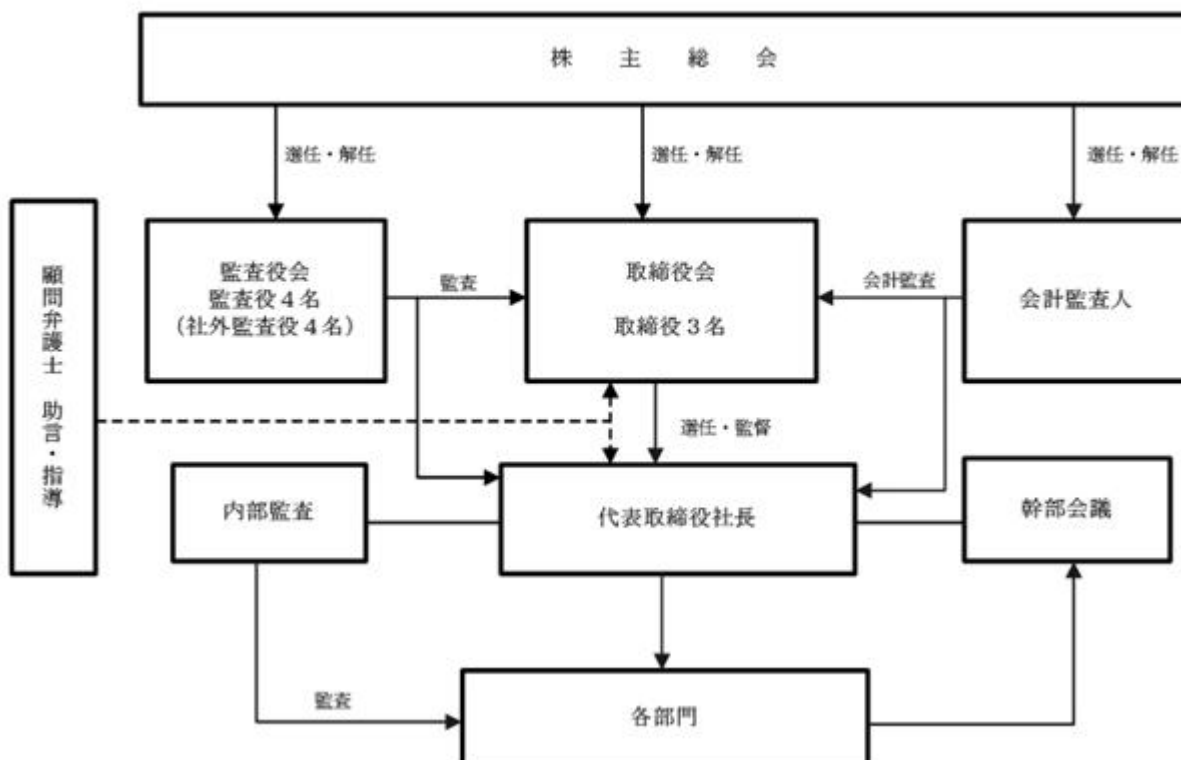 株主総会
選任・解任
選任・解任
選任・解任
監査役会
監査役4名
(社外監査役4名)
監査
取締役会
取締役3名
会計監査
会計監査人
顧問弁護士 助言・指導
選任・監督
内部監査
代表取締役社長
幹部会議
監査
各部門